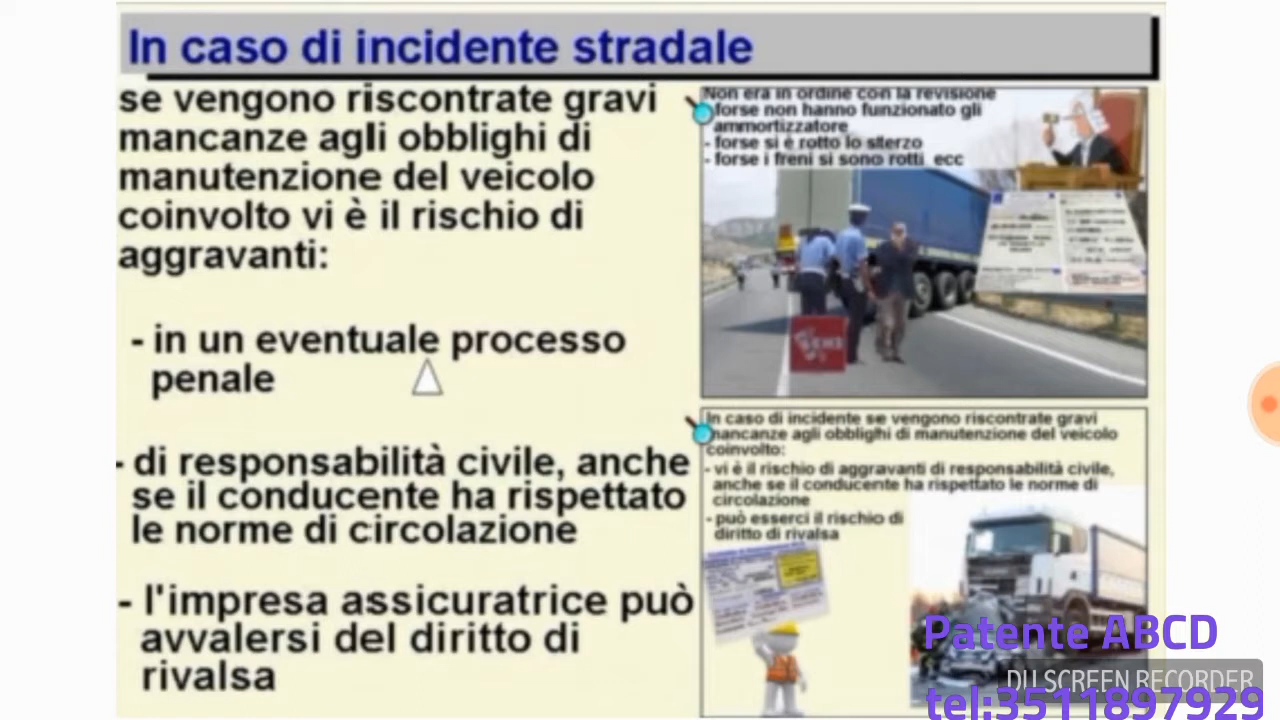 In caso di incidente stradale
se vengono riscontrate gravi
mancanze agli obblighi di
manutenzione del veicolo
coinvolto vi è il rischio di
aggravanti:
- in un eventuale processo
penale
- di responsabilità civile, anche
se il conducente ha rispettato
le norme di circolazione
- l'impresa assicuratrice può
avvalersi del diritto di
rivalsa
Non era in ordine con la revisione
forse non hanno funzionato gli
ammortizzatore
- forse si è rotto lo sterzo
- forse i freni si sono rotti ecc
In caso di incidente se vengono riscontrate gravi
mancanze agli obblighi di manutenzione del veicolo
coinvolto:
- vi è il rischio di aggravanti di responsabilità civile,
anche se il conducente ha rispettato le norme di
circolazione
- può esserci il rischio di
diritto di rivalsa
Patente ABCD
DU SCREEN RECORDER
tel:3511897929